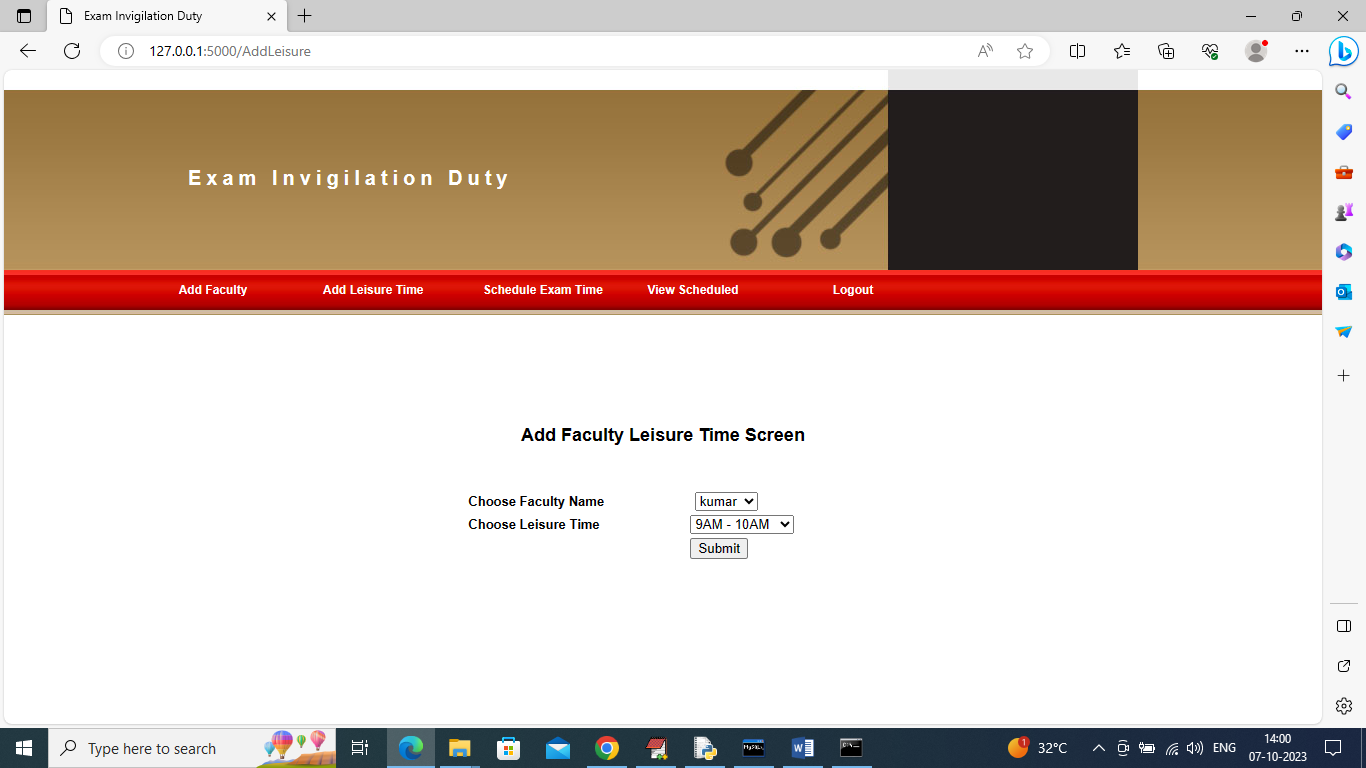 Exam Invigilation Duty
127.0.0.1:5000/AddLeisure
Exam Invigilation Duty
Add Faculty Add Leisure Time Schedule Exam Time View Scheduled Logout
Add Faculty Leisure Time Screen
Choose Faculty Name kumar
Choose Leisure Time 9AM - 10AM
Submit
Type here to search
32°C
ENG
14:00
07-10-2023